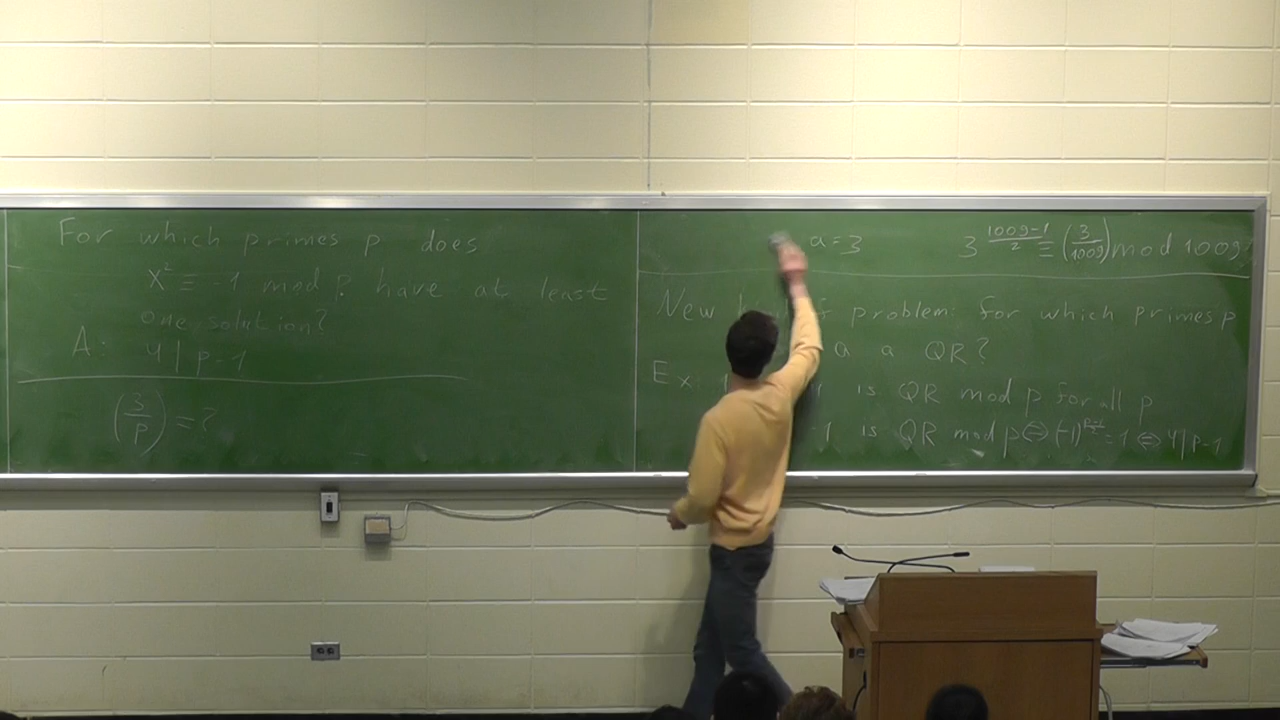 For which primes p does
x² ≡ -1 mod p have at least
one solution?
A: 4 | p-1
(3/p) = ?
a = 3 3^((1009-1)/2) ≡ (3/1009) mod 1009?
New problem: for which primes p
a a QR?
Ex: is QR mod p for all p
-1 is QR mod p ⇔ (-1)^((p-1)/2) = 1 ⇔ 4 | p-1